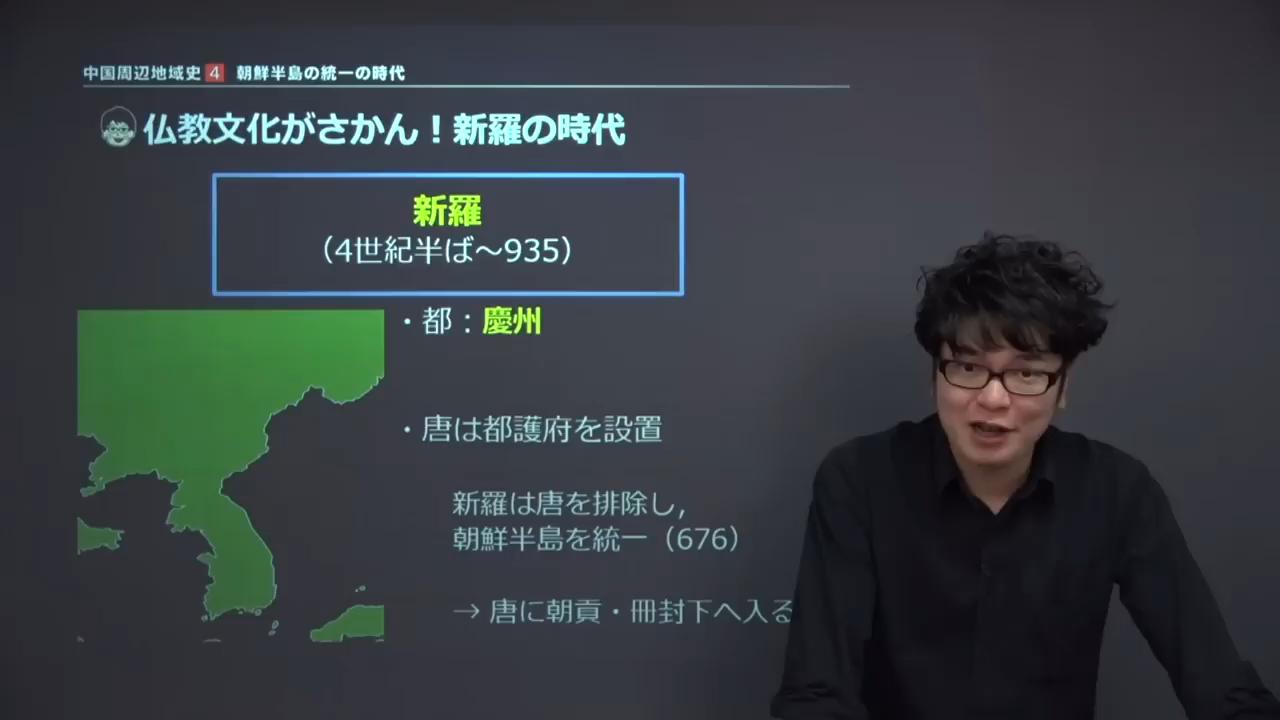 中国周辺地域史 4 朝鮮半島の統一の時代
仏教文化がさかん！新羅の時代
新羅
（4世紀半ば～935）
・都：慶州
・唐は都護府を設置
新羅は唐を排除し，
朝鮮半島を統一（676）
→ 唐に朝貢・冊封下へ入る